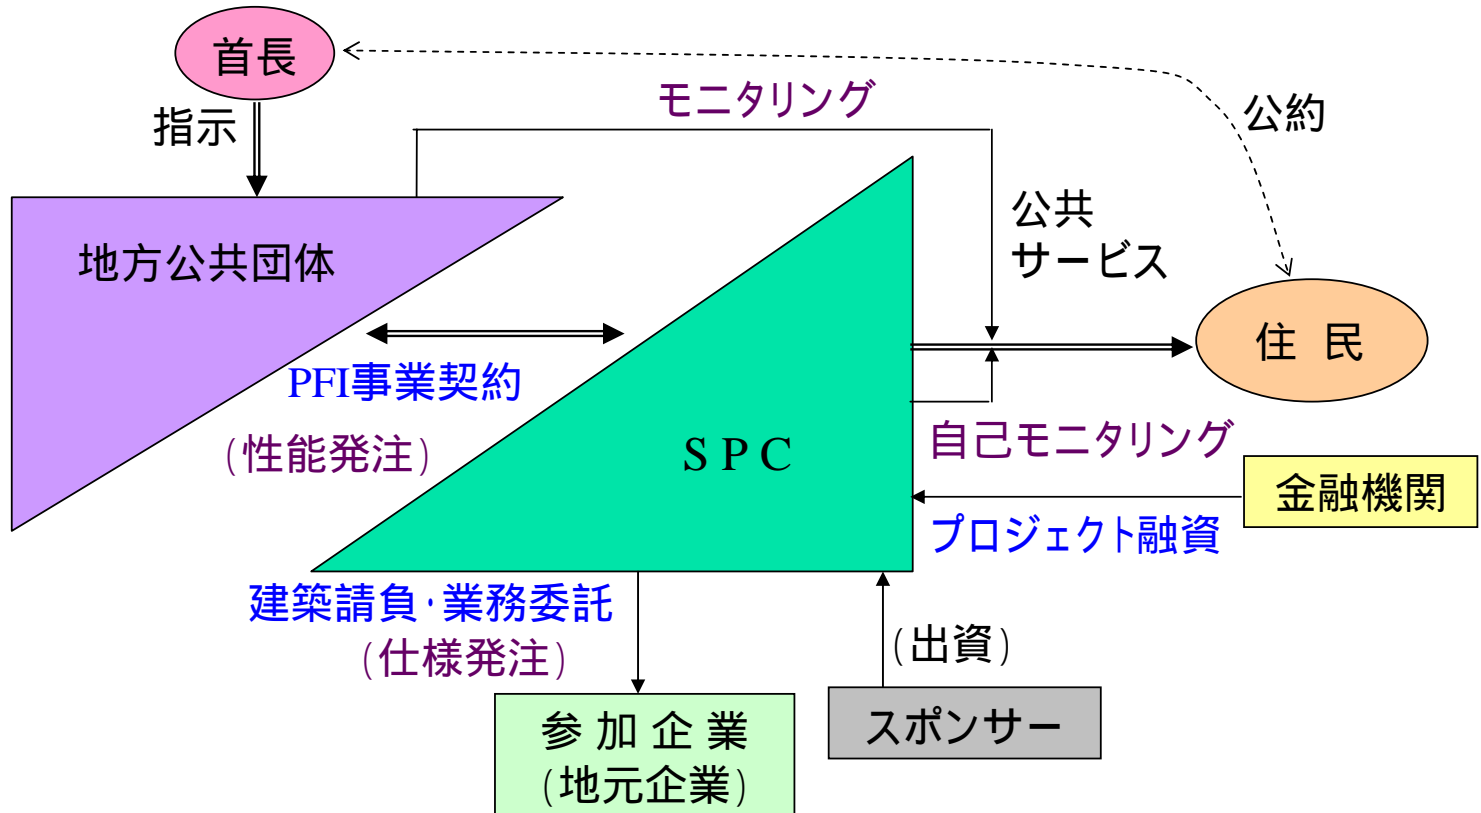 首長
指示
モニタリング
公約
地方公共団体
公共
サービス
住 民
PFI事業契約
(性能発注)
S P C
自己モニタリング
金融機関
プロジェクト融資
建築請負・業務委託
(仕様発注)
(出資)
参 加 企 業
(地元企業)
スポンサー